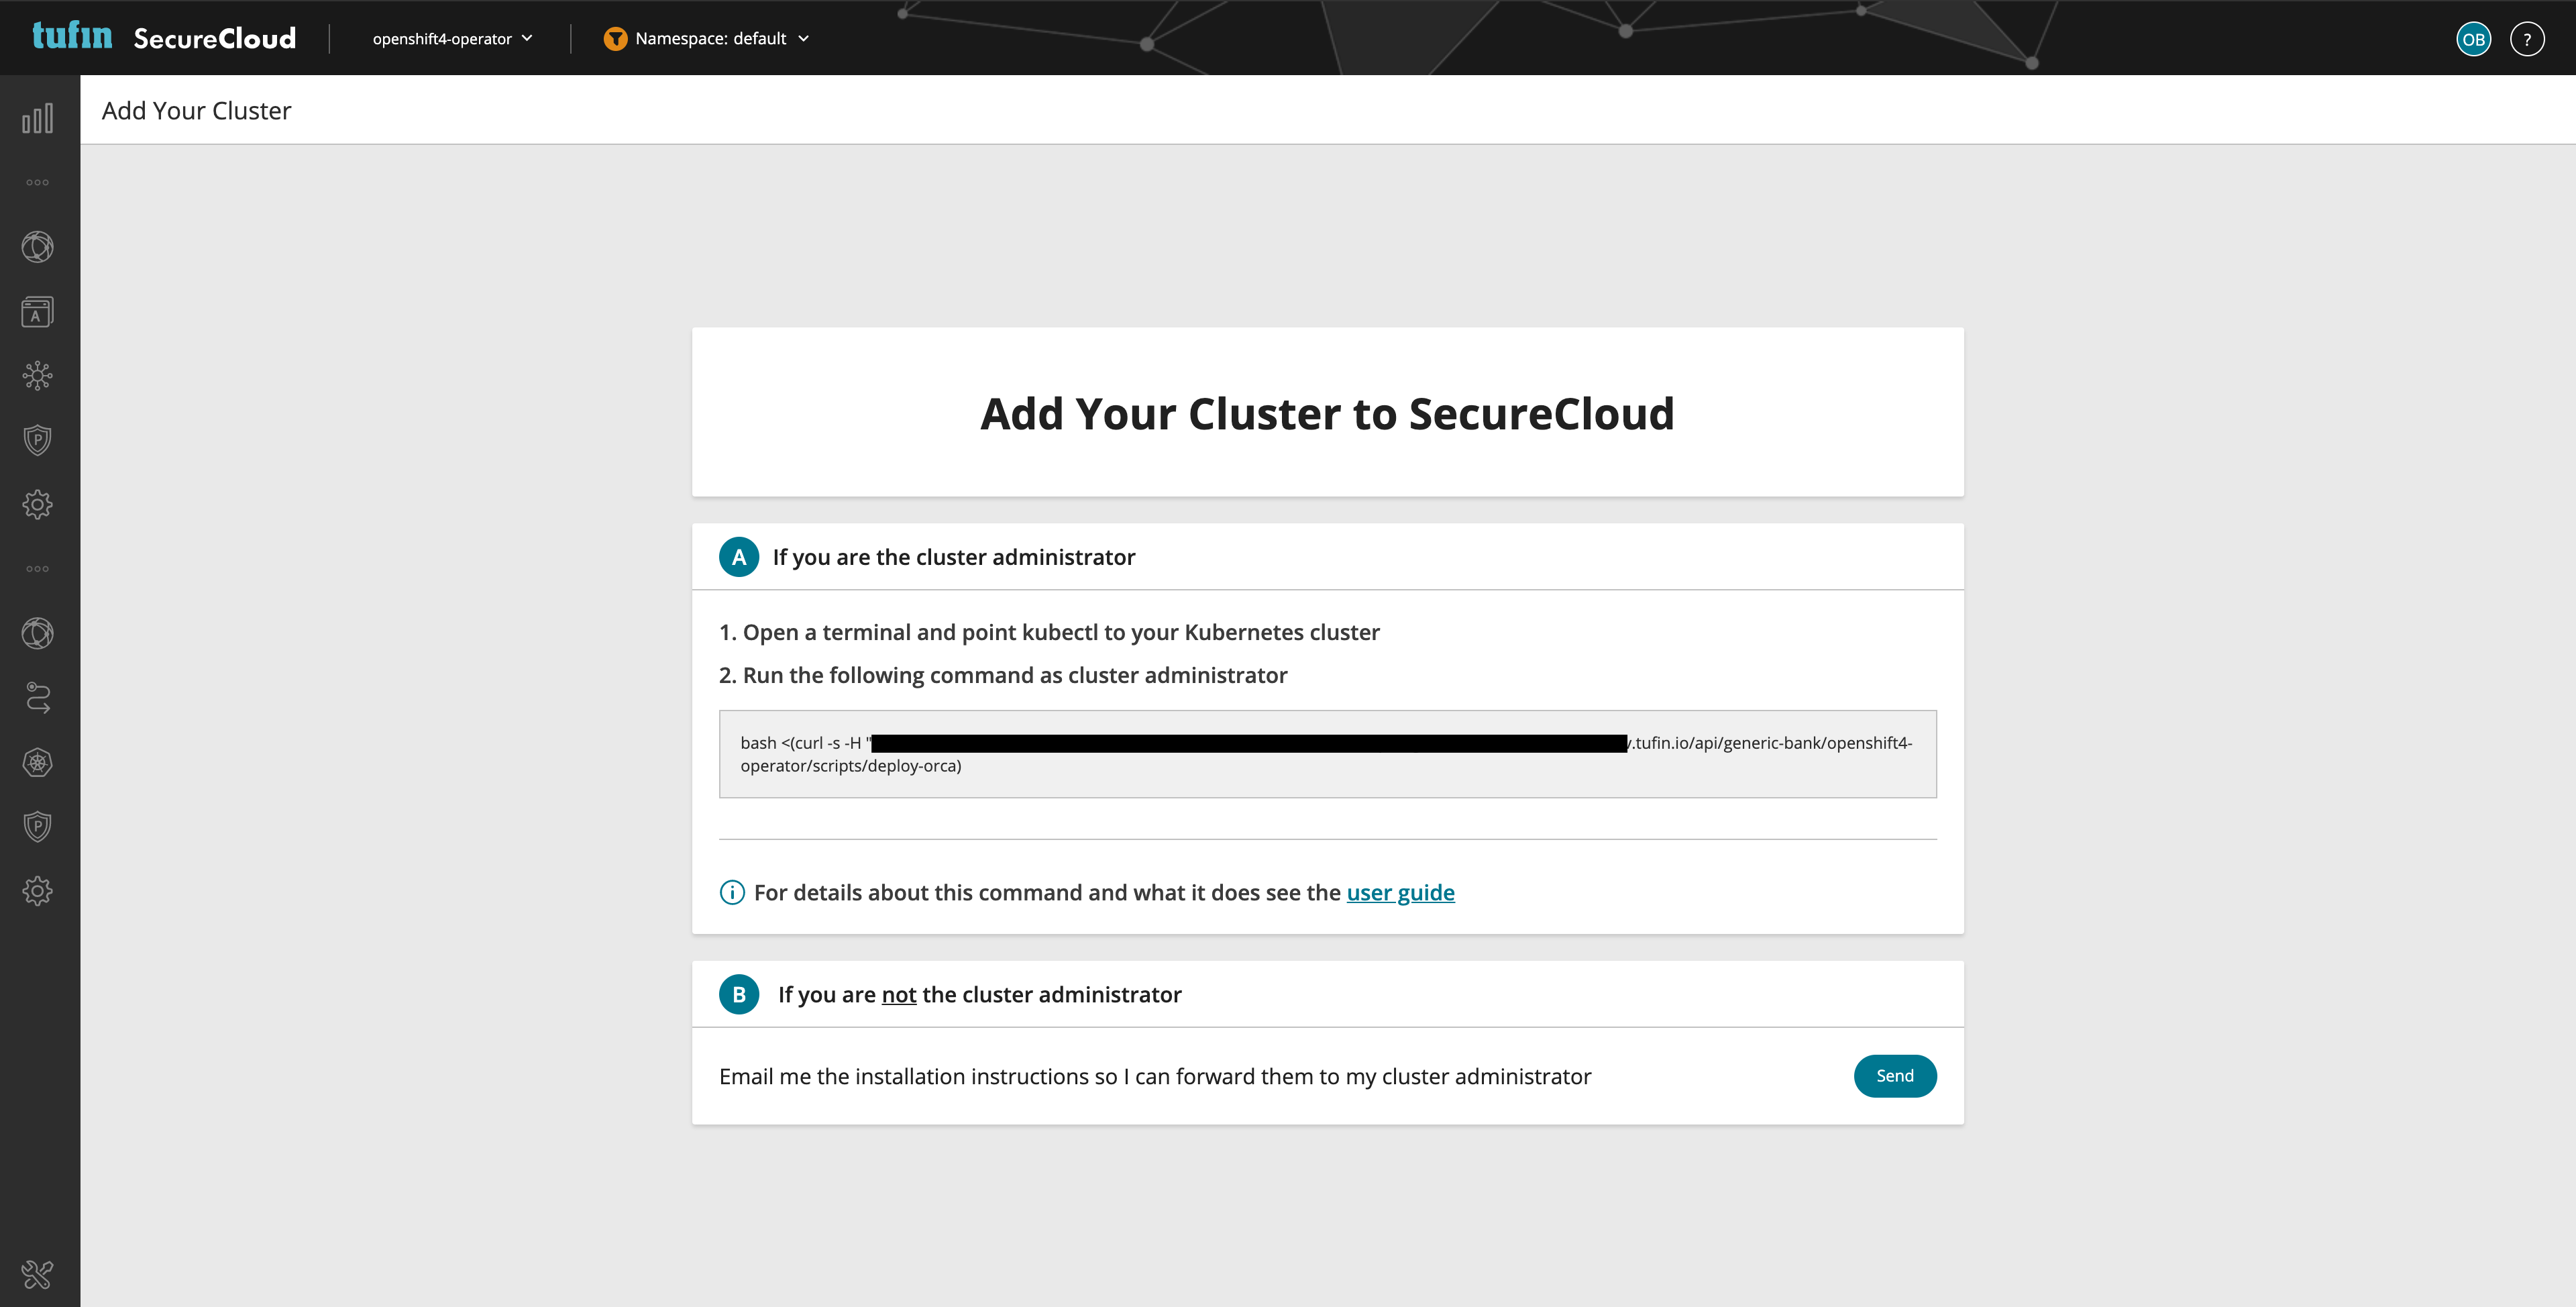 tufin SecureCloud openshift4-operator Namespace: default OB ?
Add Your Cluster
A
P
P
Add Your Cluster to SecureCloud
A If you are the cluster administrator
1. Open a terminal and point kubectl to your Kubernetes cluster
2. Run the following command as cluster administrator
bash <(curl -s -H " .tufin.io/api/generic-bank/openshift4-
operator/scripts/deploy-orca)
i For details about this command and what it does see the user guide
B If you are not the cluster administrator
Email me the installation instructions so I can forward them to my cluster administrator Send